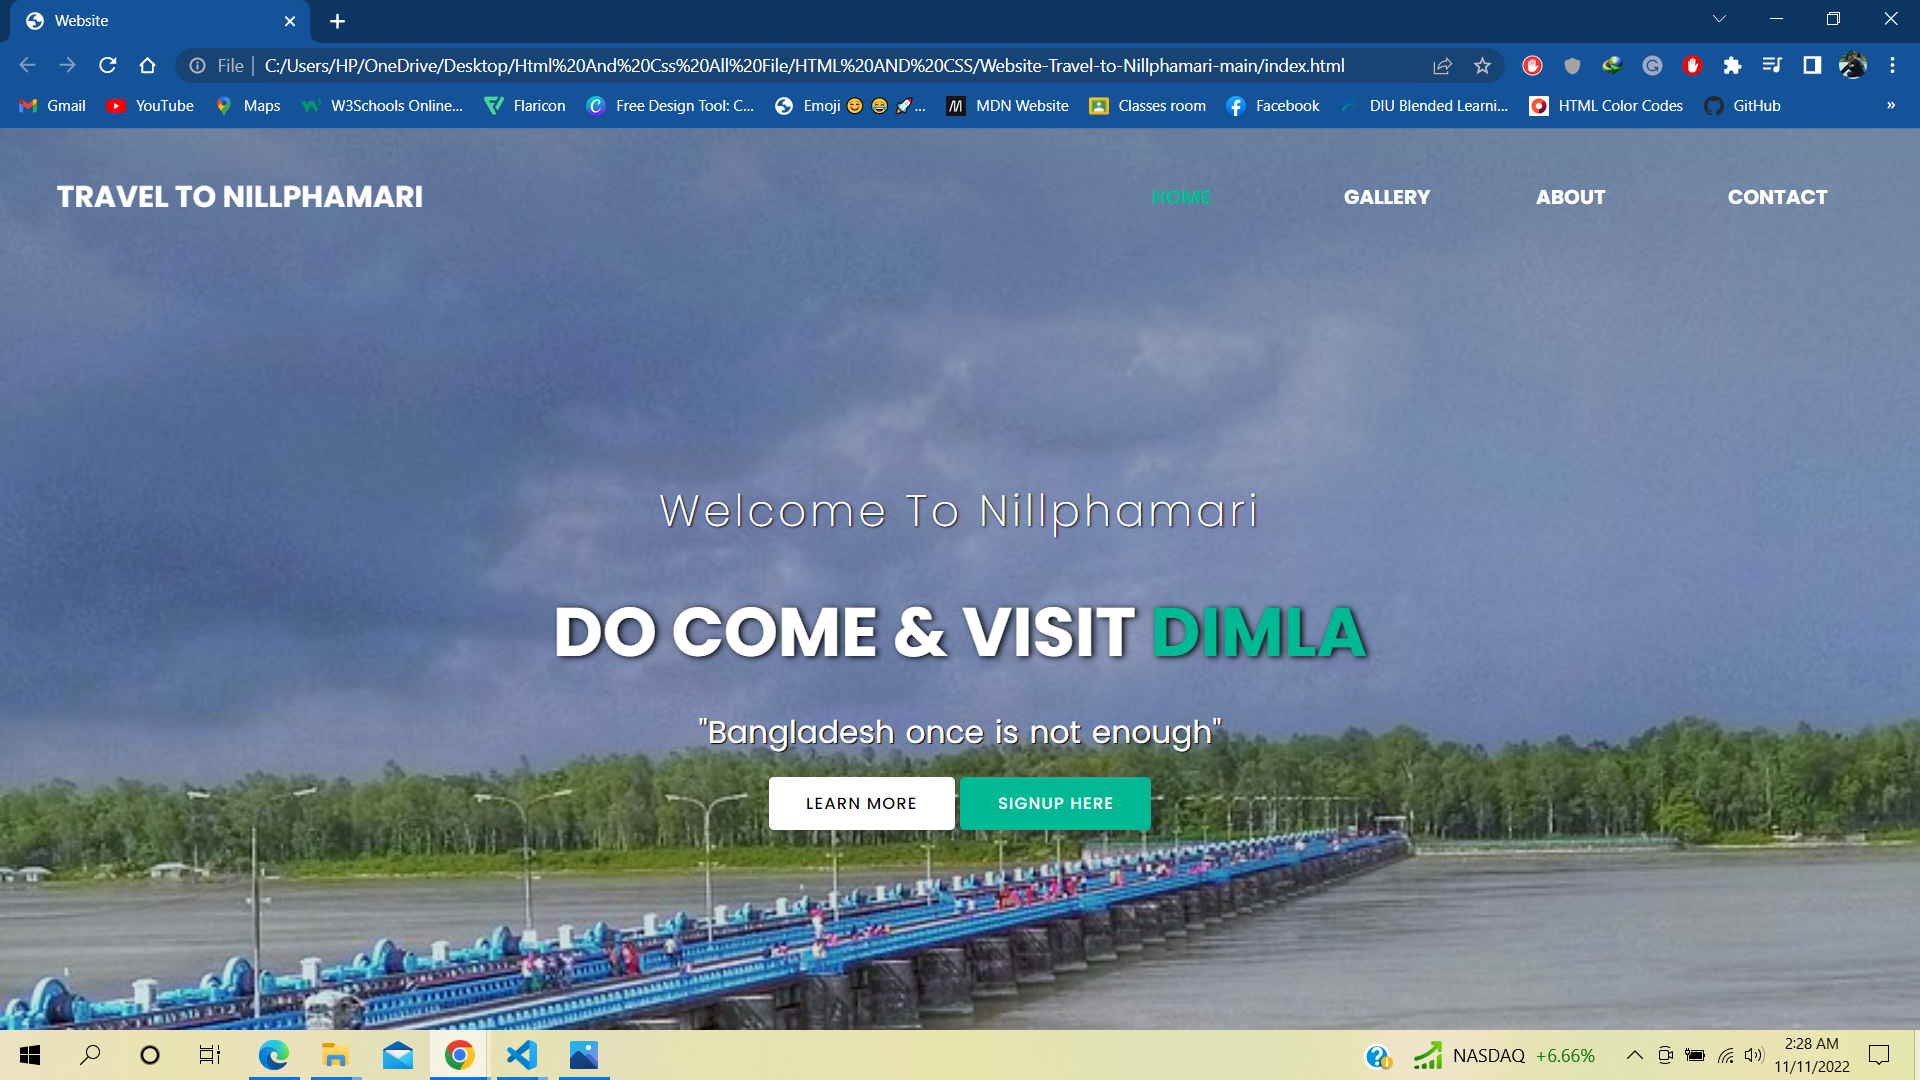 Website
File
C:/Users/HP/OneDrive/Desktop/Html%20And%20Css%20All%20File/HTML%20AND%20CSS/Website-Travel-to-Nillphamari-main/index.html
Gmail YouTube Maps W3Schools Online... Flaricon Free Design Tool: C... Emoji 😊 😂 🚀... MDN Website Classes room Facebook DIU Blended Learni... HTML Color Codes GitHub »
TRAVEL TO NILLPHAMARI HOME GALLERY ABOUT CONTACT
Welcome To Nillphamari
DO COME & VISIT DIMLA
"Bangladesh once is not enough"
LEARN MORE SIGNUP HERE
NASDAQ +6.66%
2:28 AM
11/11/2022